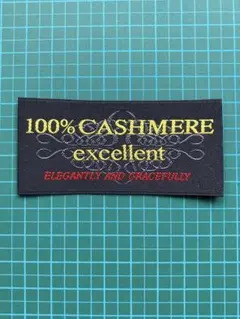 100% CASHMERE
excellent
ELEGANTLY AND GRACEFULLY